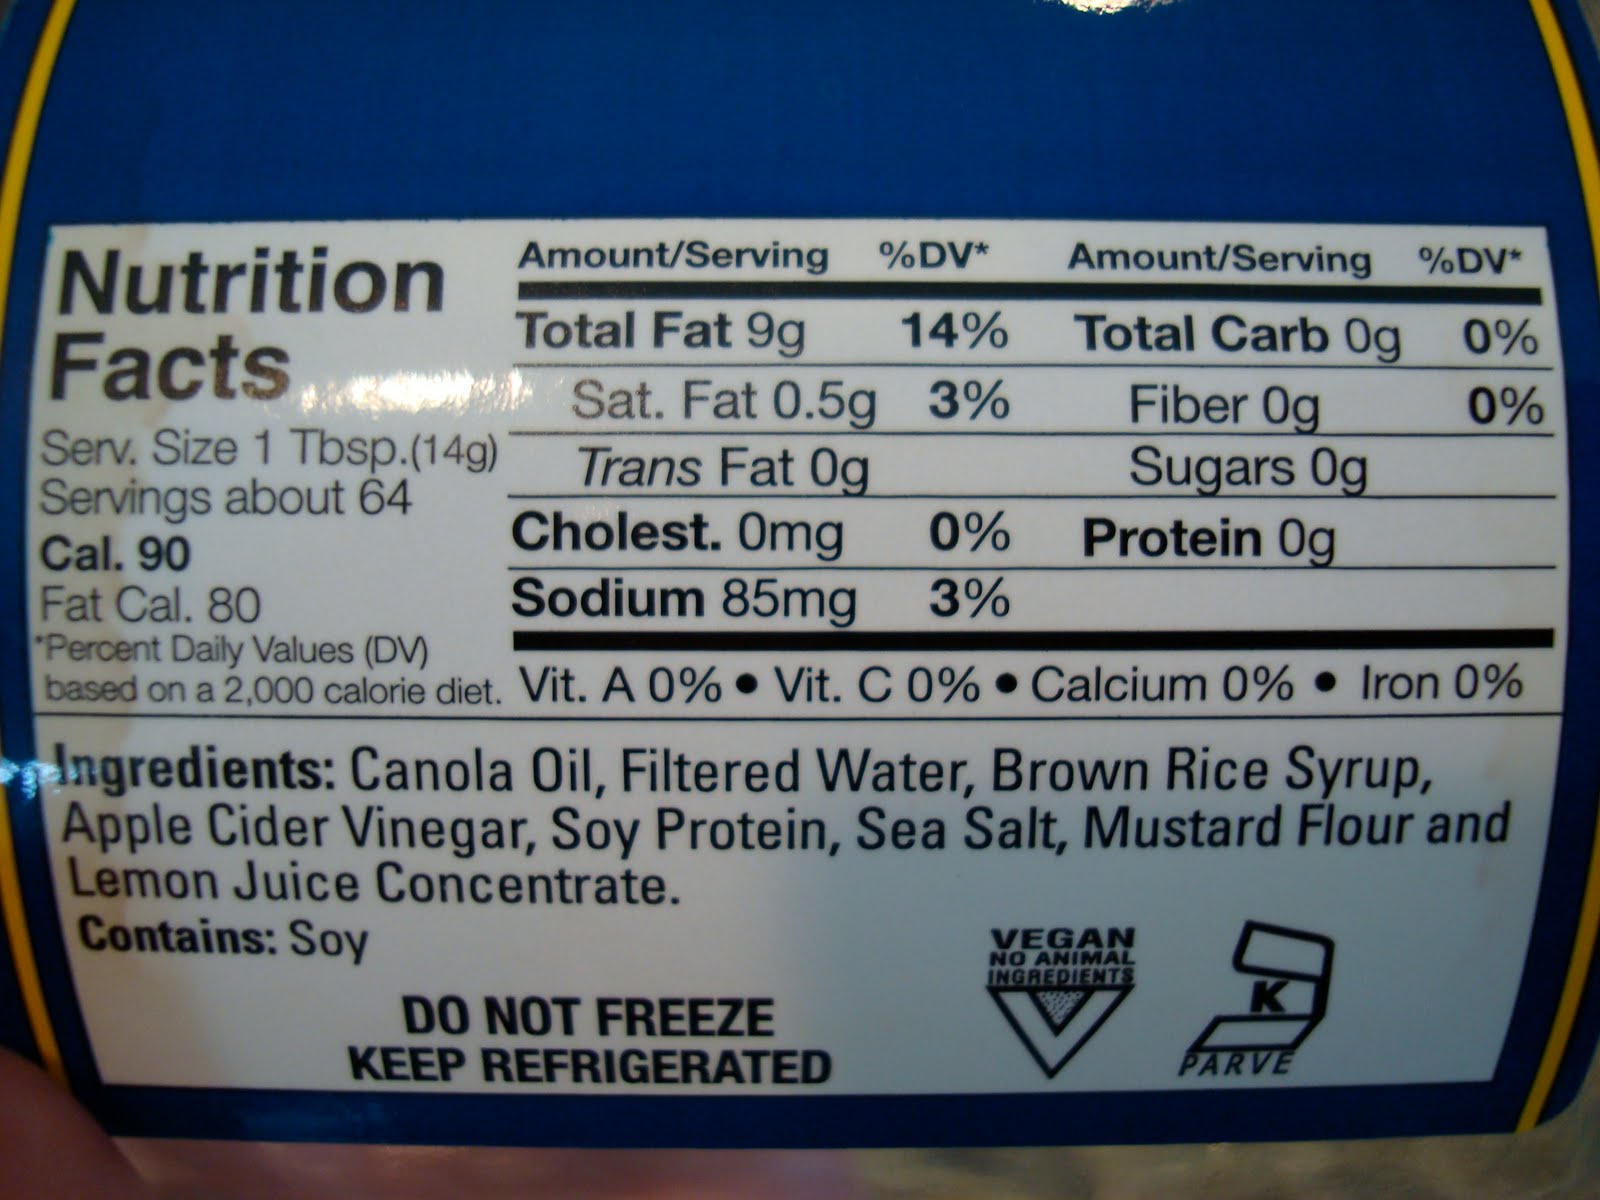 Nutrition
Facts
Serv. Size 1 Tbsp.(14g)
Servings about 64
Cal. 90
Fat Cal. 80
*Percent Daily Values (DV)
based on a 2,000 calorie diet.
Amount/Serving %DV* Amount/Serving %DV*
Total Fat 9g 14% Total Carb 0g 0%
Sat. Fat 0.5g 3% Fiber 0g 0%
Trans Fat 0g Sugars 0g
Cholest. 0mg 0% Protein 0g
Sodium 85mg 3%
Vit. A 0% • Vit. C 0% • Calcium 0% • Iron 0%
Ingredients: Canola Oil, Filtered Water, Brown Rice Syrup,
Apple Cider Vinegar, Soy Protein, Sea Salt, Mustard Flour and
Lemon Juice Concentrate.
Contains: Soy
DO NOT FREEZE
KEEP REFRIGERATED
VEGAN
NO ANIMAL
INGREDIENTS
K
PARVE